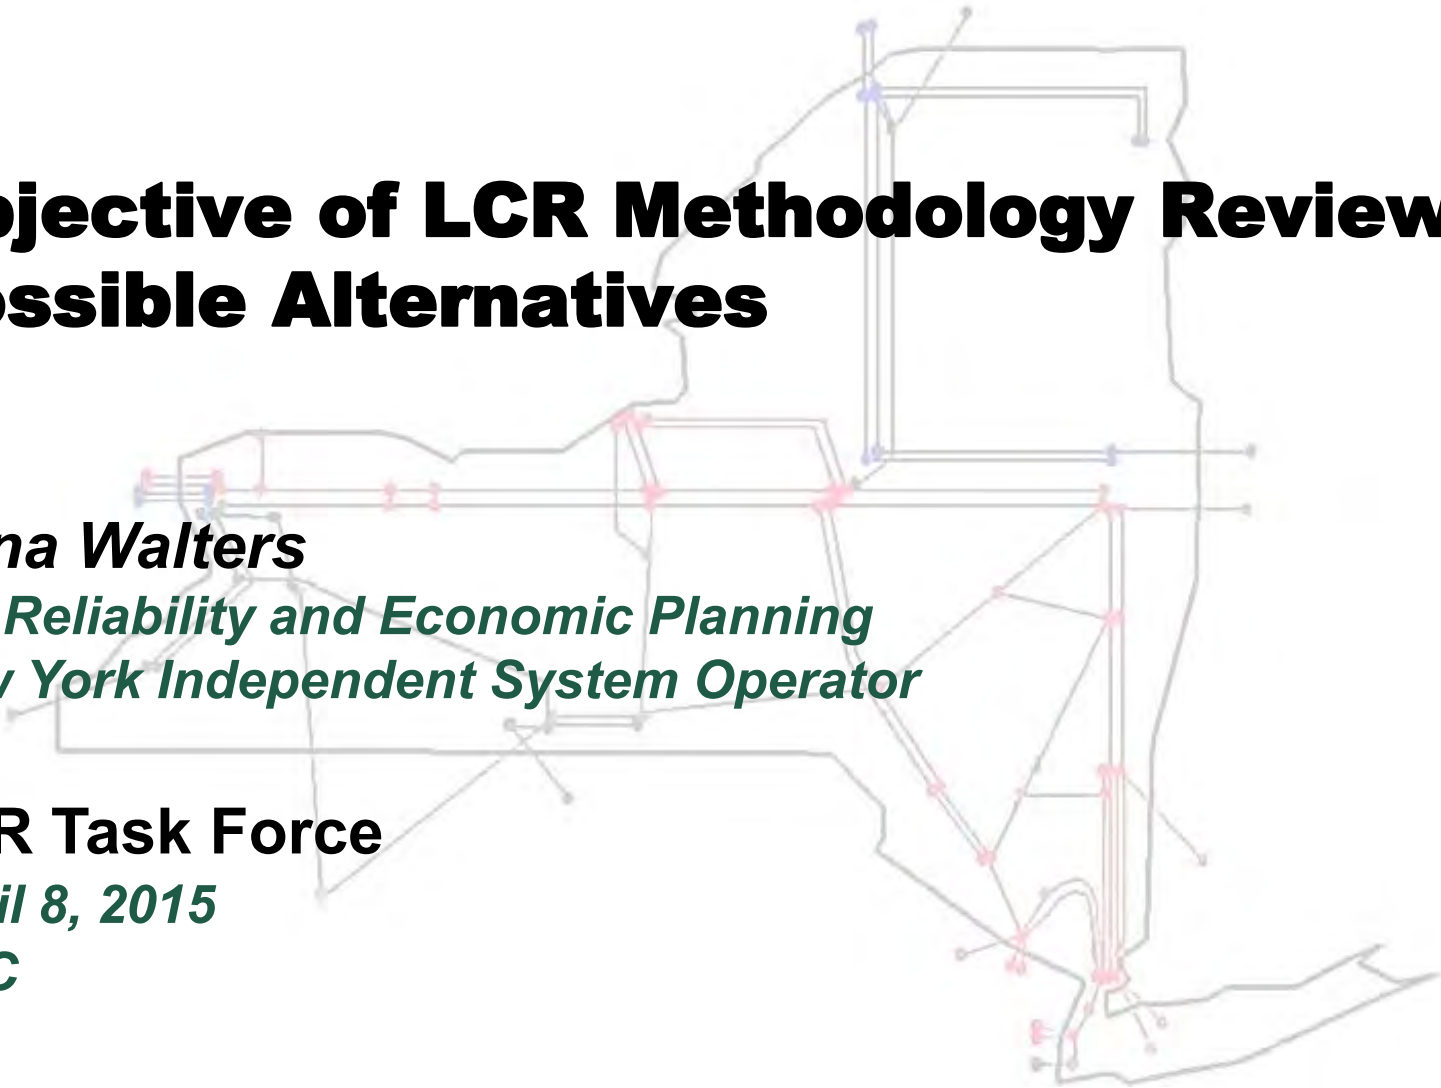 bjective of LCR Methodology Review
ossible Alternatives
na Walters
Reliability and Economic Planning
w York Independent System Operator
R Task Force
il 8, 2015
C